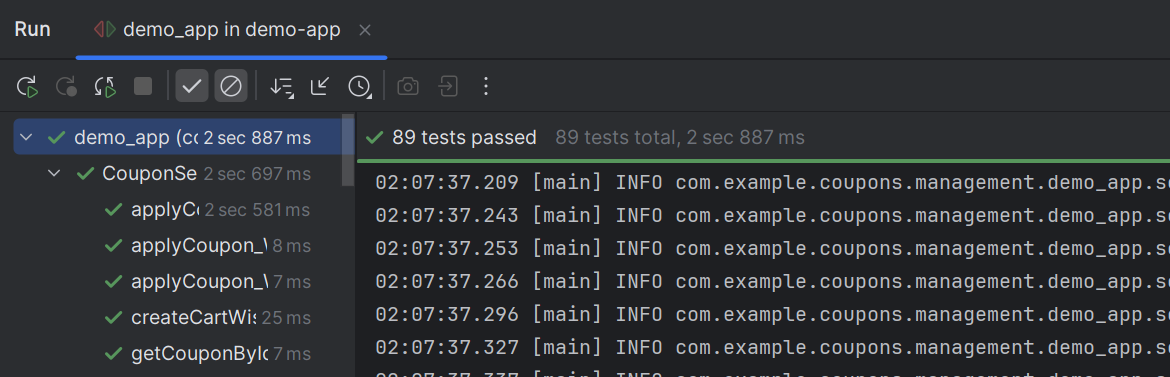 Run demo_app in demo-app
demo_app (co 2 sec 887 ms
CouponSe 2 sec 697 ms
applyCo 2 sec 581 ms
applyCoupon_ 8 ms
applyCoupon_ 7 ms
createCartWis 25 ms
getCouponById 7 ms
89 tests passed 89 tests total, 2 sec 887 ms
02:07:37.209 [main] INFO com.example.coupons.management.demo_app.se
02:07:37.243 [main] INFO com.example.coupons.management.demo_app.se
02:07:37.253 [main] INFO com.example.coupons.management.demo_app.se
02:07:37.266 [main] INFO com.example.coupons.management.demo_app.se
02:07:37.296 [main] INFO com.example.coupons.management.demo_app.se
02:07:37.327 [main] INFO com.example.coupons.management.demo_app.se